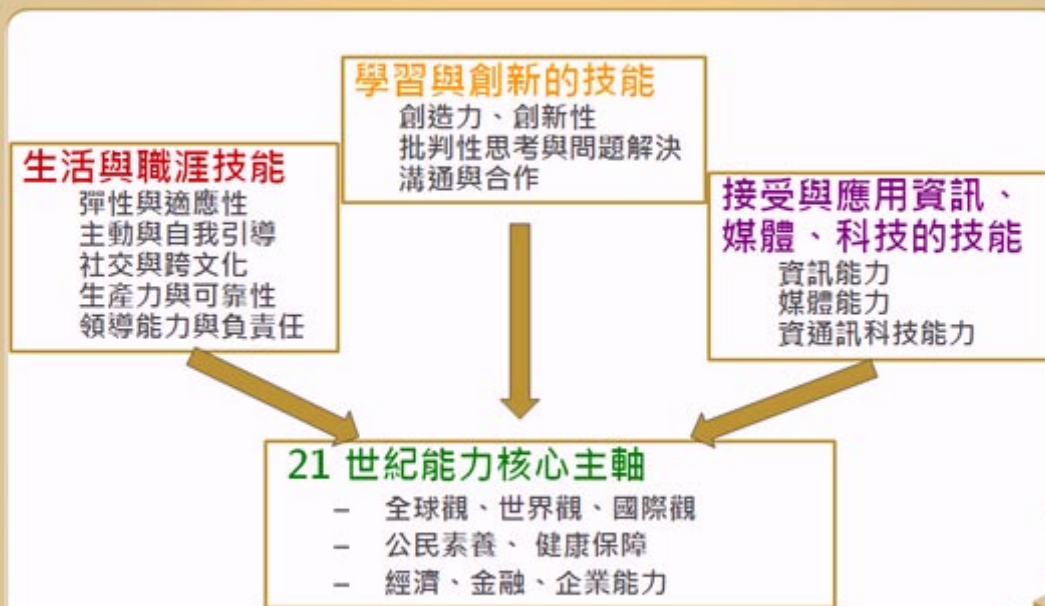 學習與創新的技能
創造力、創新性
批判性思考與問題解決
溝通與合作
生活與職涯技能
彈性與適應性
主動與自我引導
社交與跨文化
生產力與可靠性
領導能力與負責任
接受與應用資訊、
媒體、科技的技能
資訊能力
媒體能力
資通訊科技能力
21 世紀能力核心主軸
– 全球觀、世界觀、國際觀
– 公民素養、 健康保障
– 經濟、金融、企業能力